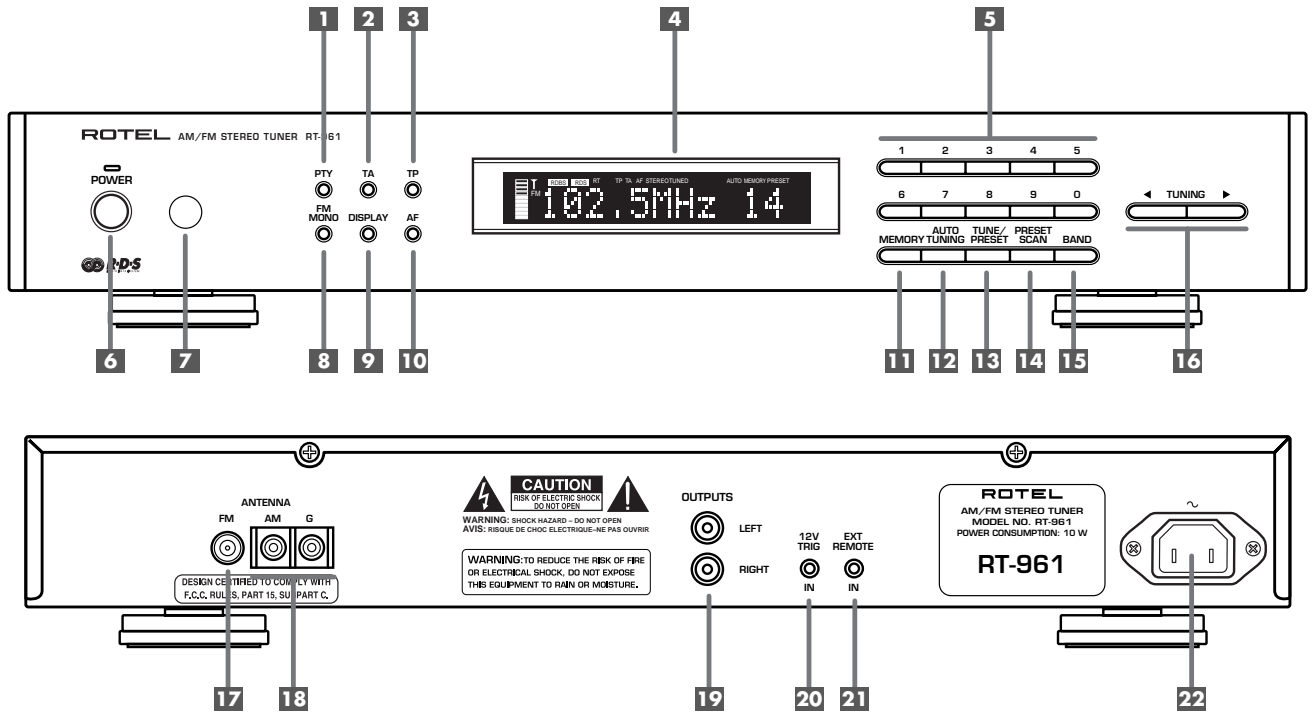 1 2 3 4 5
ROTEL AM/FM STEREO TUNER RT-961
POWER
PTY TA TP
FM MONO DISPLAY AF
RDBS RDS RT TP TA AF STEREO TUNED AUTO MEMORY PRESET
FM 102.5MHz 14
1 2 3 4 5
6 7 8 9 0
◀ TUNING ▶
MEMORY AUTO TUNING TUNE/ PRESET PRESET SCAN BAND
R·D·S
6 7 8 9 10 11 12 13 14 15 16
ANTENNA
FM AM G
DESIGN CERTIFIED TO COMPLY WITH
F.C.C. RULES, PART 15, SUBPART C.
CAUTION
RISK OF ELECTRIC SHOCK
DO NOT OPEN
WARNING: SHOCK HAZARD – DO NOT OPEN
AVIS: RISQUE DE CHOC ELECTRIQUE–NE PAS OUVRIR
WARNING: TO REDUCE THE RISK OF FIRE
OR ELECTRICAL SHOCK, DO NOT EXPOSE
THIS EQUIPMENT TO RAIN OR MOISTURE.
OUTPUTS
LEFT
RIGHT
12V TRIG
IN
EXT REMOTE
IN
ROTEL
AM/FM STEREO TUNER
MODEL NO. RT-961
POWER CONSUMPTION: 10 W
RT-961
~
17 18 19 20 21 22